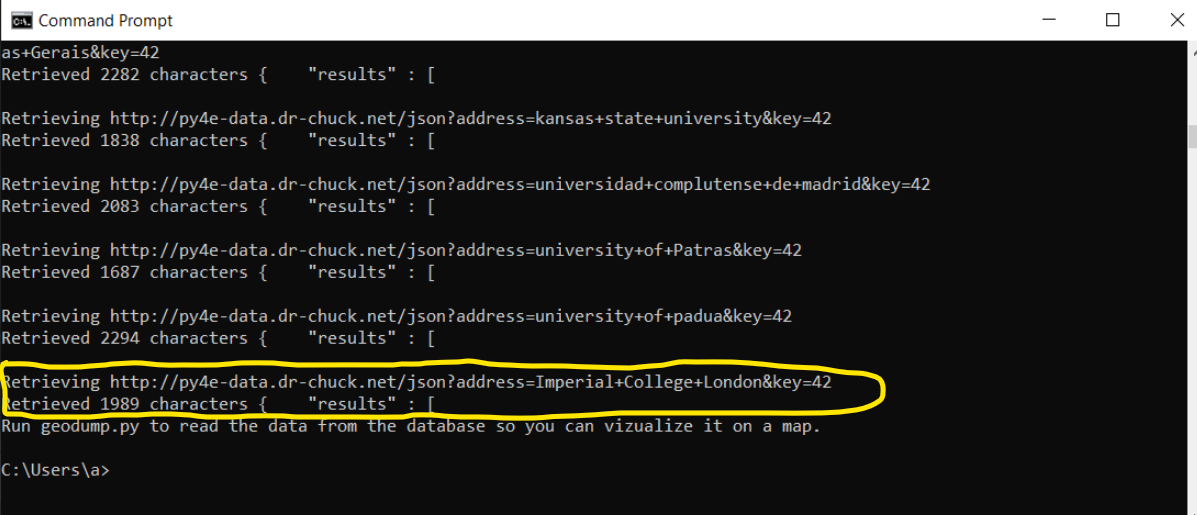 Command Prompt
as+Gerais&key=42
Retrieved 2282 characters {    "results" : [
Retrieving http://py4e-data.dr-chuck.net/json?address=kansas+state+university&key=42
Retrieved 1838 characters {    "results" : [
Retrieving http://py4e-data.dr-chuck.net/json?address=universidad+complutense+de+madrid&key=42
Retrieved 2083 characters {    "results" : [
Retrieving http://py4e-data.dr-chuck.net/json?address=university+of+Patras&key=42
Retrieved 1687 characters {    "results" : [
Retrieving http://py4e-data.dr-chuck.net/json?address=university+of+padua&key=42
Retrieved 2294 characters {    "results" : [
Retrieving http://py4e-data.dr-chuck.net/json?address=Imperial+College+London&key=42
Retrieved 1989 characters {    "results" : [
Run geodump.py to read the data from the database so you can vizualize it on a map.
C:\Users\a>